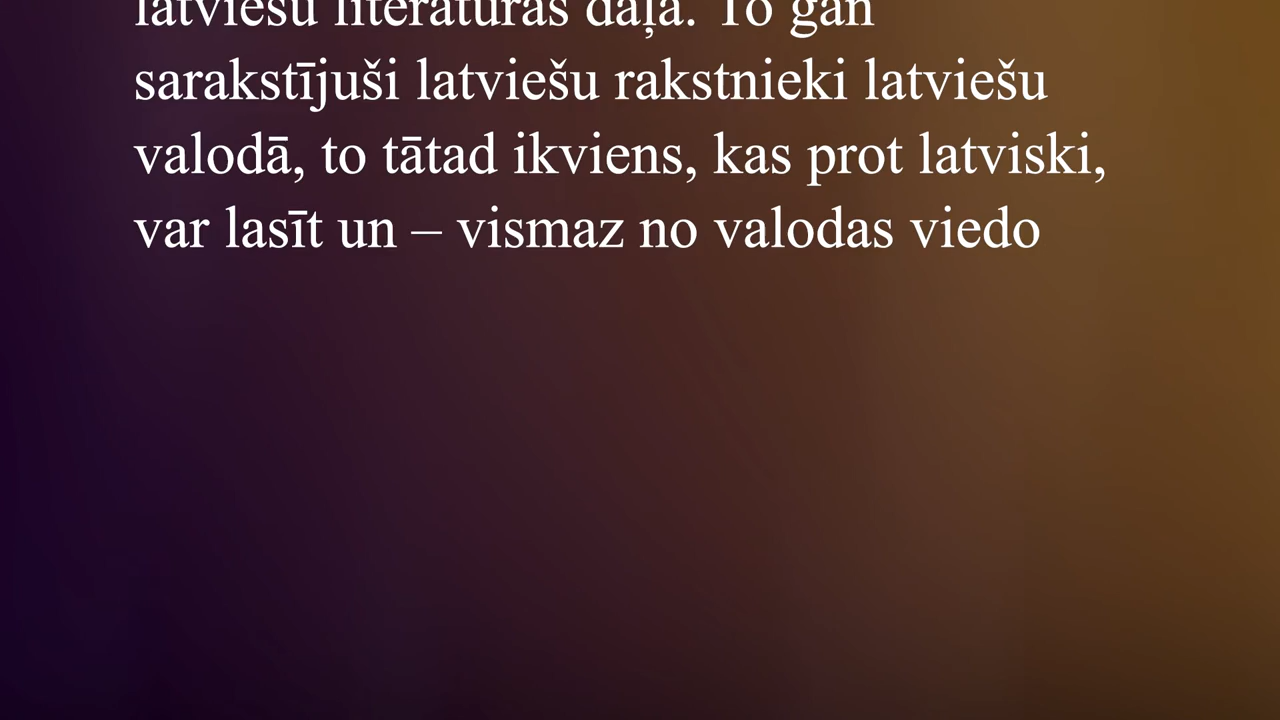 latviešu literatūras daļa. To gan
sarakstījuši latviešu rakstnieki latviešu
valodā, to tātad ikviens, kas prot latviski,
var lasīt un – vismaz no valodas viedo